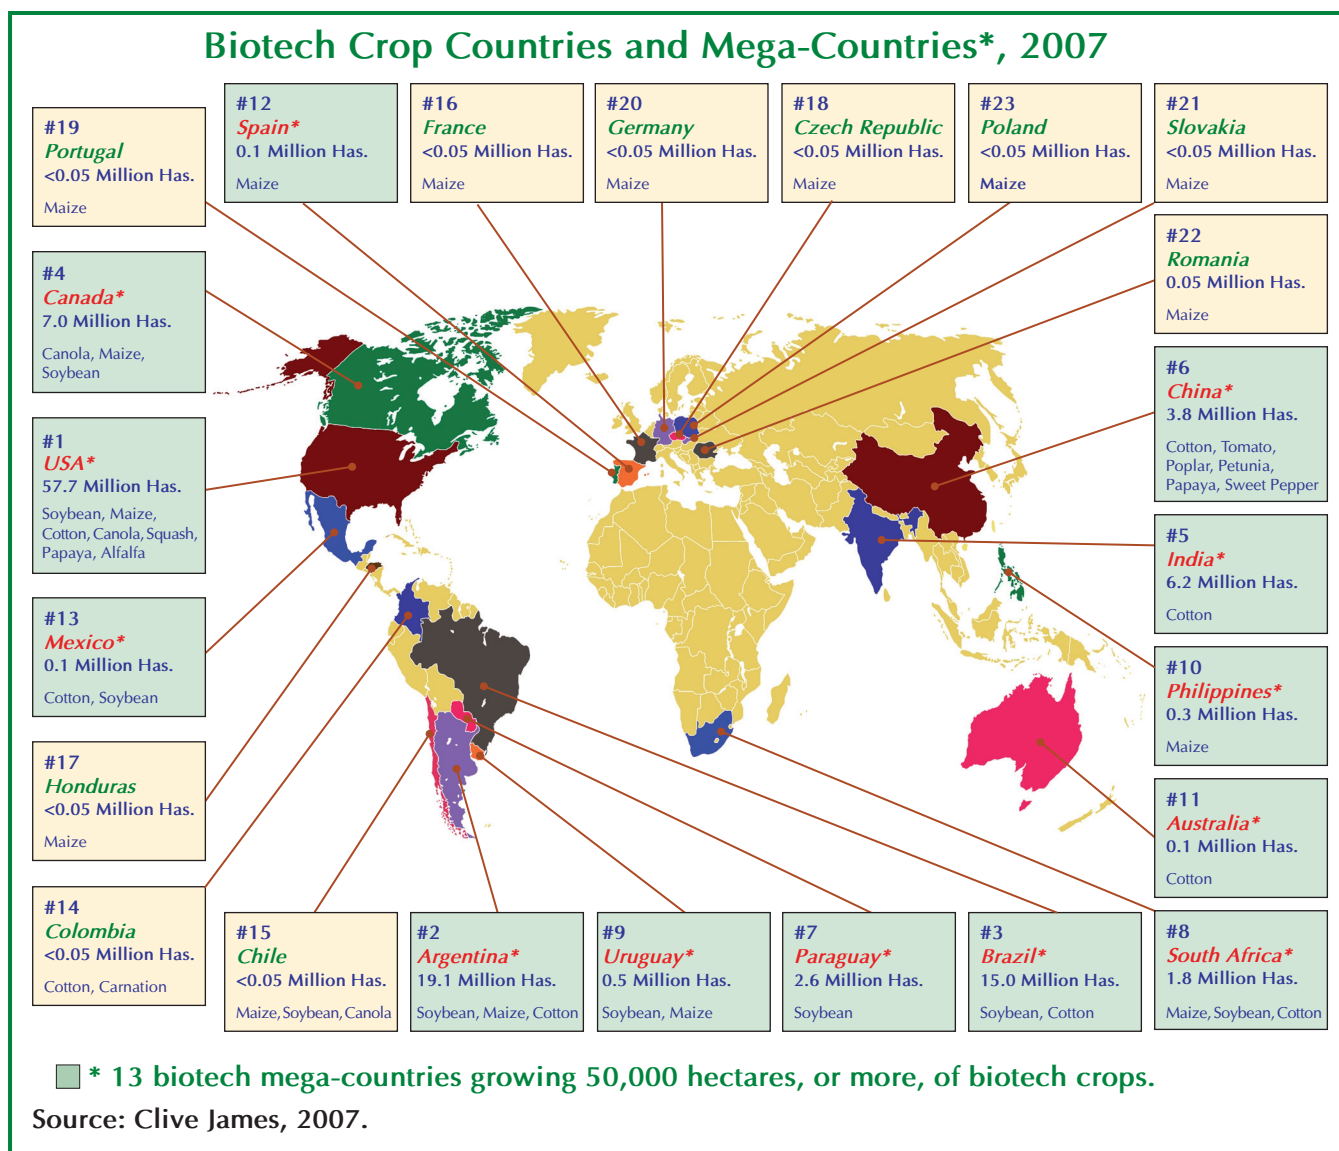 Biotech Crop Countries and Mega-Countries*, 2007
#19
Portugal
<0.05 Million Has.
Maize
#12
Spain*
0.1 Million Has.
Maize
#16
France
<0.05 Million Has.
Maize
#20
Germany
<0.05 Million Has.
Maize
#18
Czech Republic
<0.05 Million Has.
Maize
#23
Poland
<0.05 Million Has.
Maize
#21
Slovakia
<0.05 Million Has.
Maize
#22
Romania
0.05 Million Has.
Maize
#4
Canada*
7.0 Million Has.
Canola, Maize,
Soybean
#6
China*
3.8 Million Has.
Cotton, Tomato,
Poplar, Petunia,
Papaya, Sweet Pepper
#1
USA*
57.7 Million Has.
Soybean, Maize,
Cotton, Canola, Squash,
Papaya, Alfalfa
#5
India*
6.2 Million Has.
Cotton
#13
Mexico*
0.1 Million Has.
Cotton, Soybean
#10
Philippines*
0.3 Million Has.
Maize
#17
Honduras
<0.05 Million Has.
Maize
#11
Australia*
0.1 Million Has.
Cotton
#14
Colombia
<0.05 Million Has.
Cotton, Carnation
#15
Chile
<0.05 Million Has.
Maize, Soybean, Canola
#2
Argentina*
19.1 Million Has.
Soybean, Maize, Cotton
#9
Uruguay*
0.5 Million Has.
Soybean, Maize
#7
Paraguay*
2.6 Million Has.
Soybean
#3
Brazil*
15.0 Million Has.
Soybean, Cotton
#8
South Africa*
1.8 Million Has.
Maize, Soybean, Cotton
* 13 biotech mega-countries growing 50,000 hectares, or more, of biotech crops.
Source: Clive James, 2007.